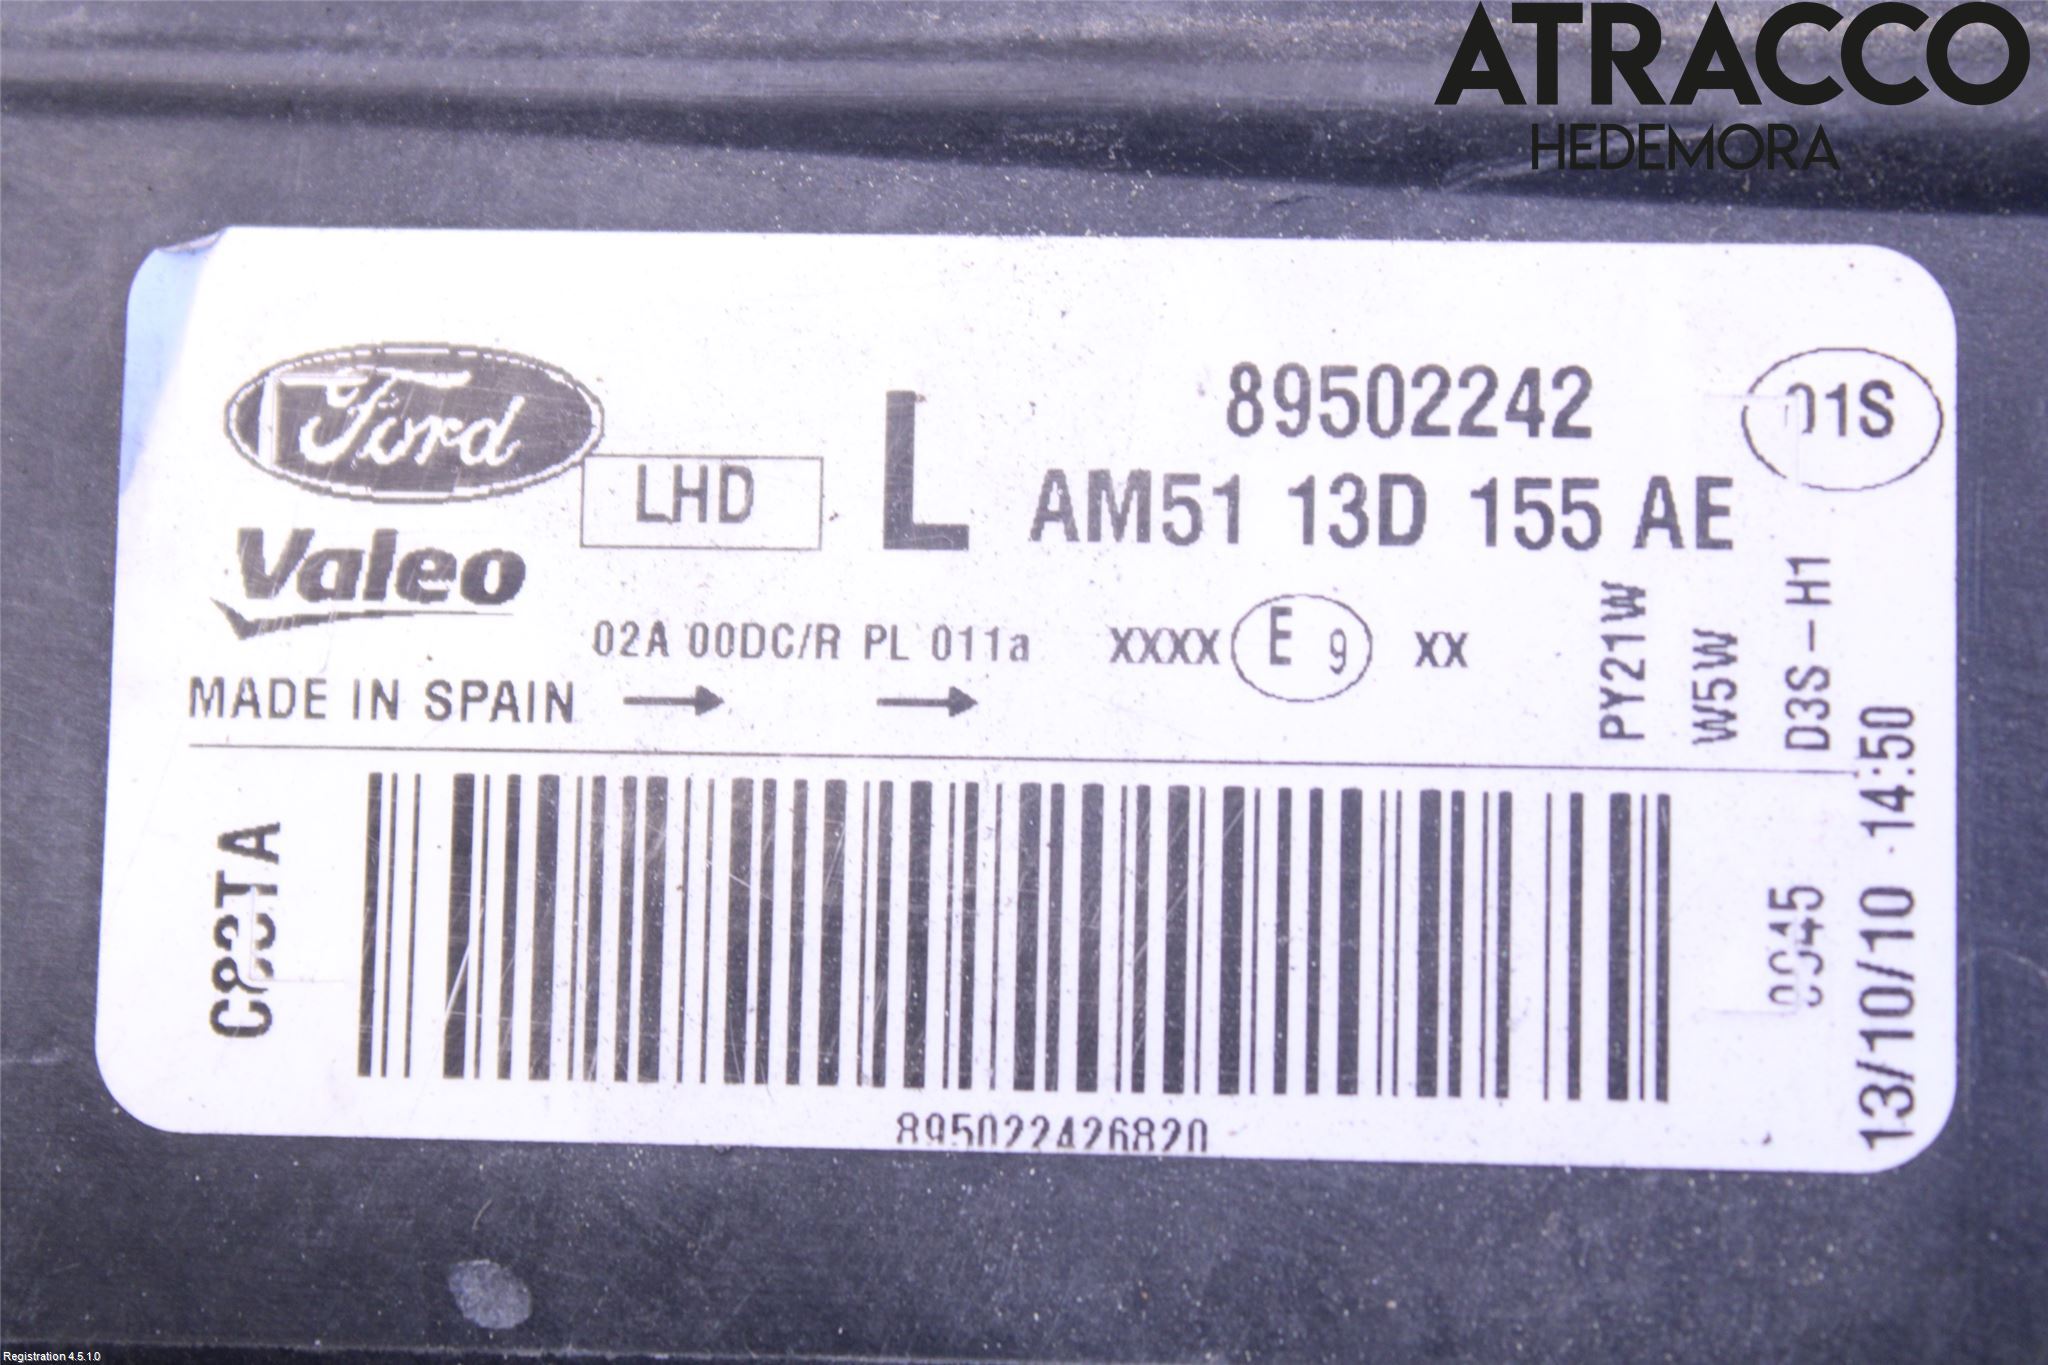 ATRACCO
HEDEMORA
Ford
LHD
L
89502242
01S
AM51 13D 155 AE
Valeo
02A 00DC/R PL 011a
XXXX E 9 XX
MADE IN SPAIN
PY21W
W5W
D3S-H1
13/10/10 14:50
895022426820
Registration 4.5.1.0